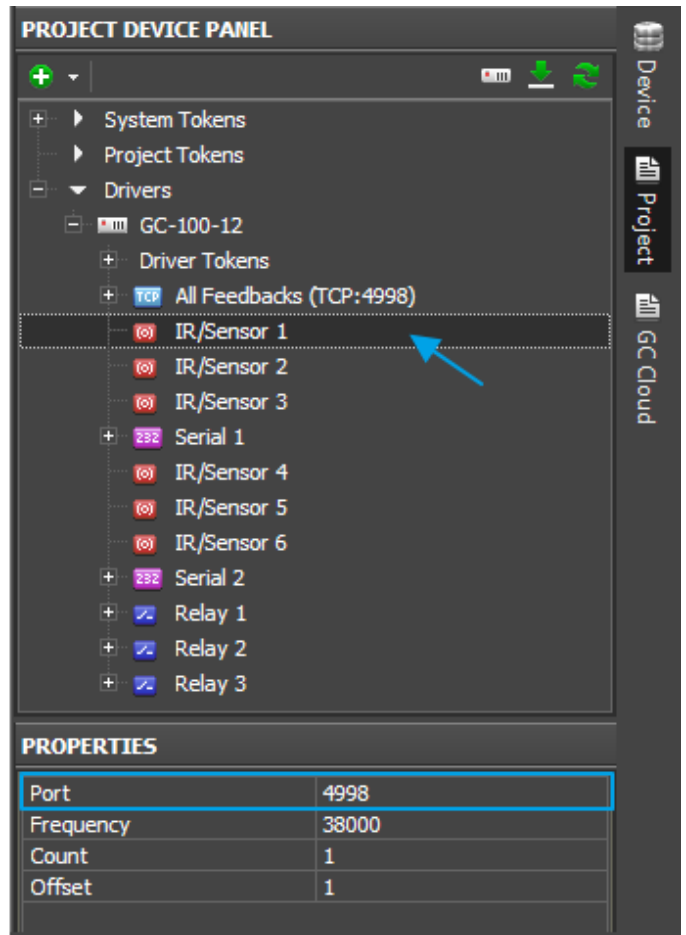 PROJECT DEVICE PANEL
System Tokens
Project Tokens
Drivers
GC-100-12
Driver Tokens
TCP All Feedbacks (TCP:4998)
IR/Sensor 1
IR/Sensor 2
IR/Sensor 3
232 Serial 1
IR/Sensor 4
IR/Sensor 5
IR/Sensor 6
232 Serial 2
Relay 1
Relay 2
Relay 3
PROPERTIES
Port 4998
Frequency 38000
Count 1
Offset 1
Device
Project
GC Cloud